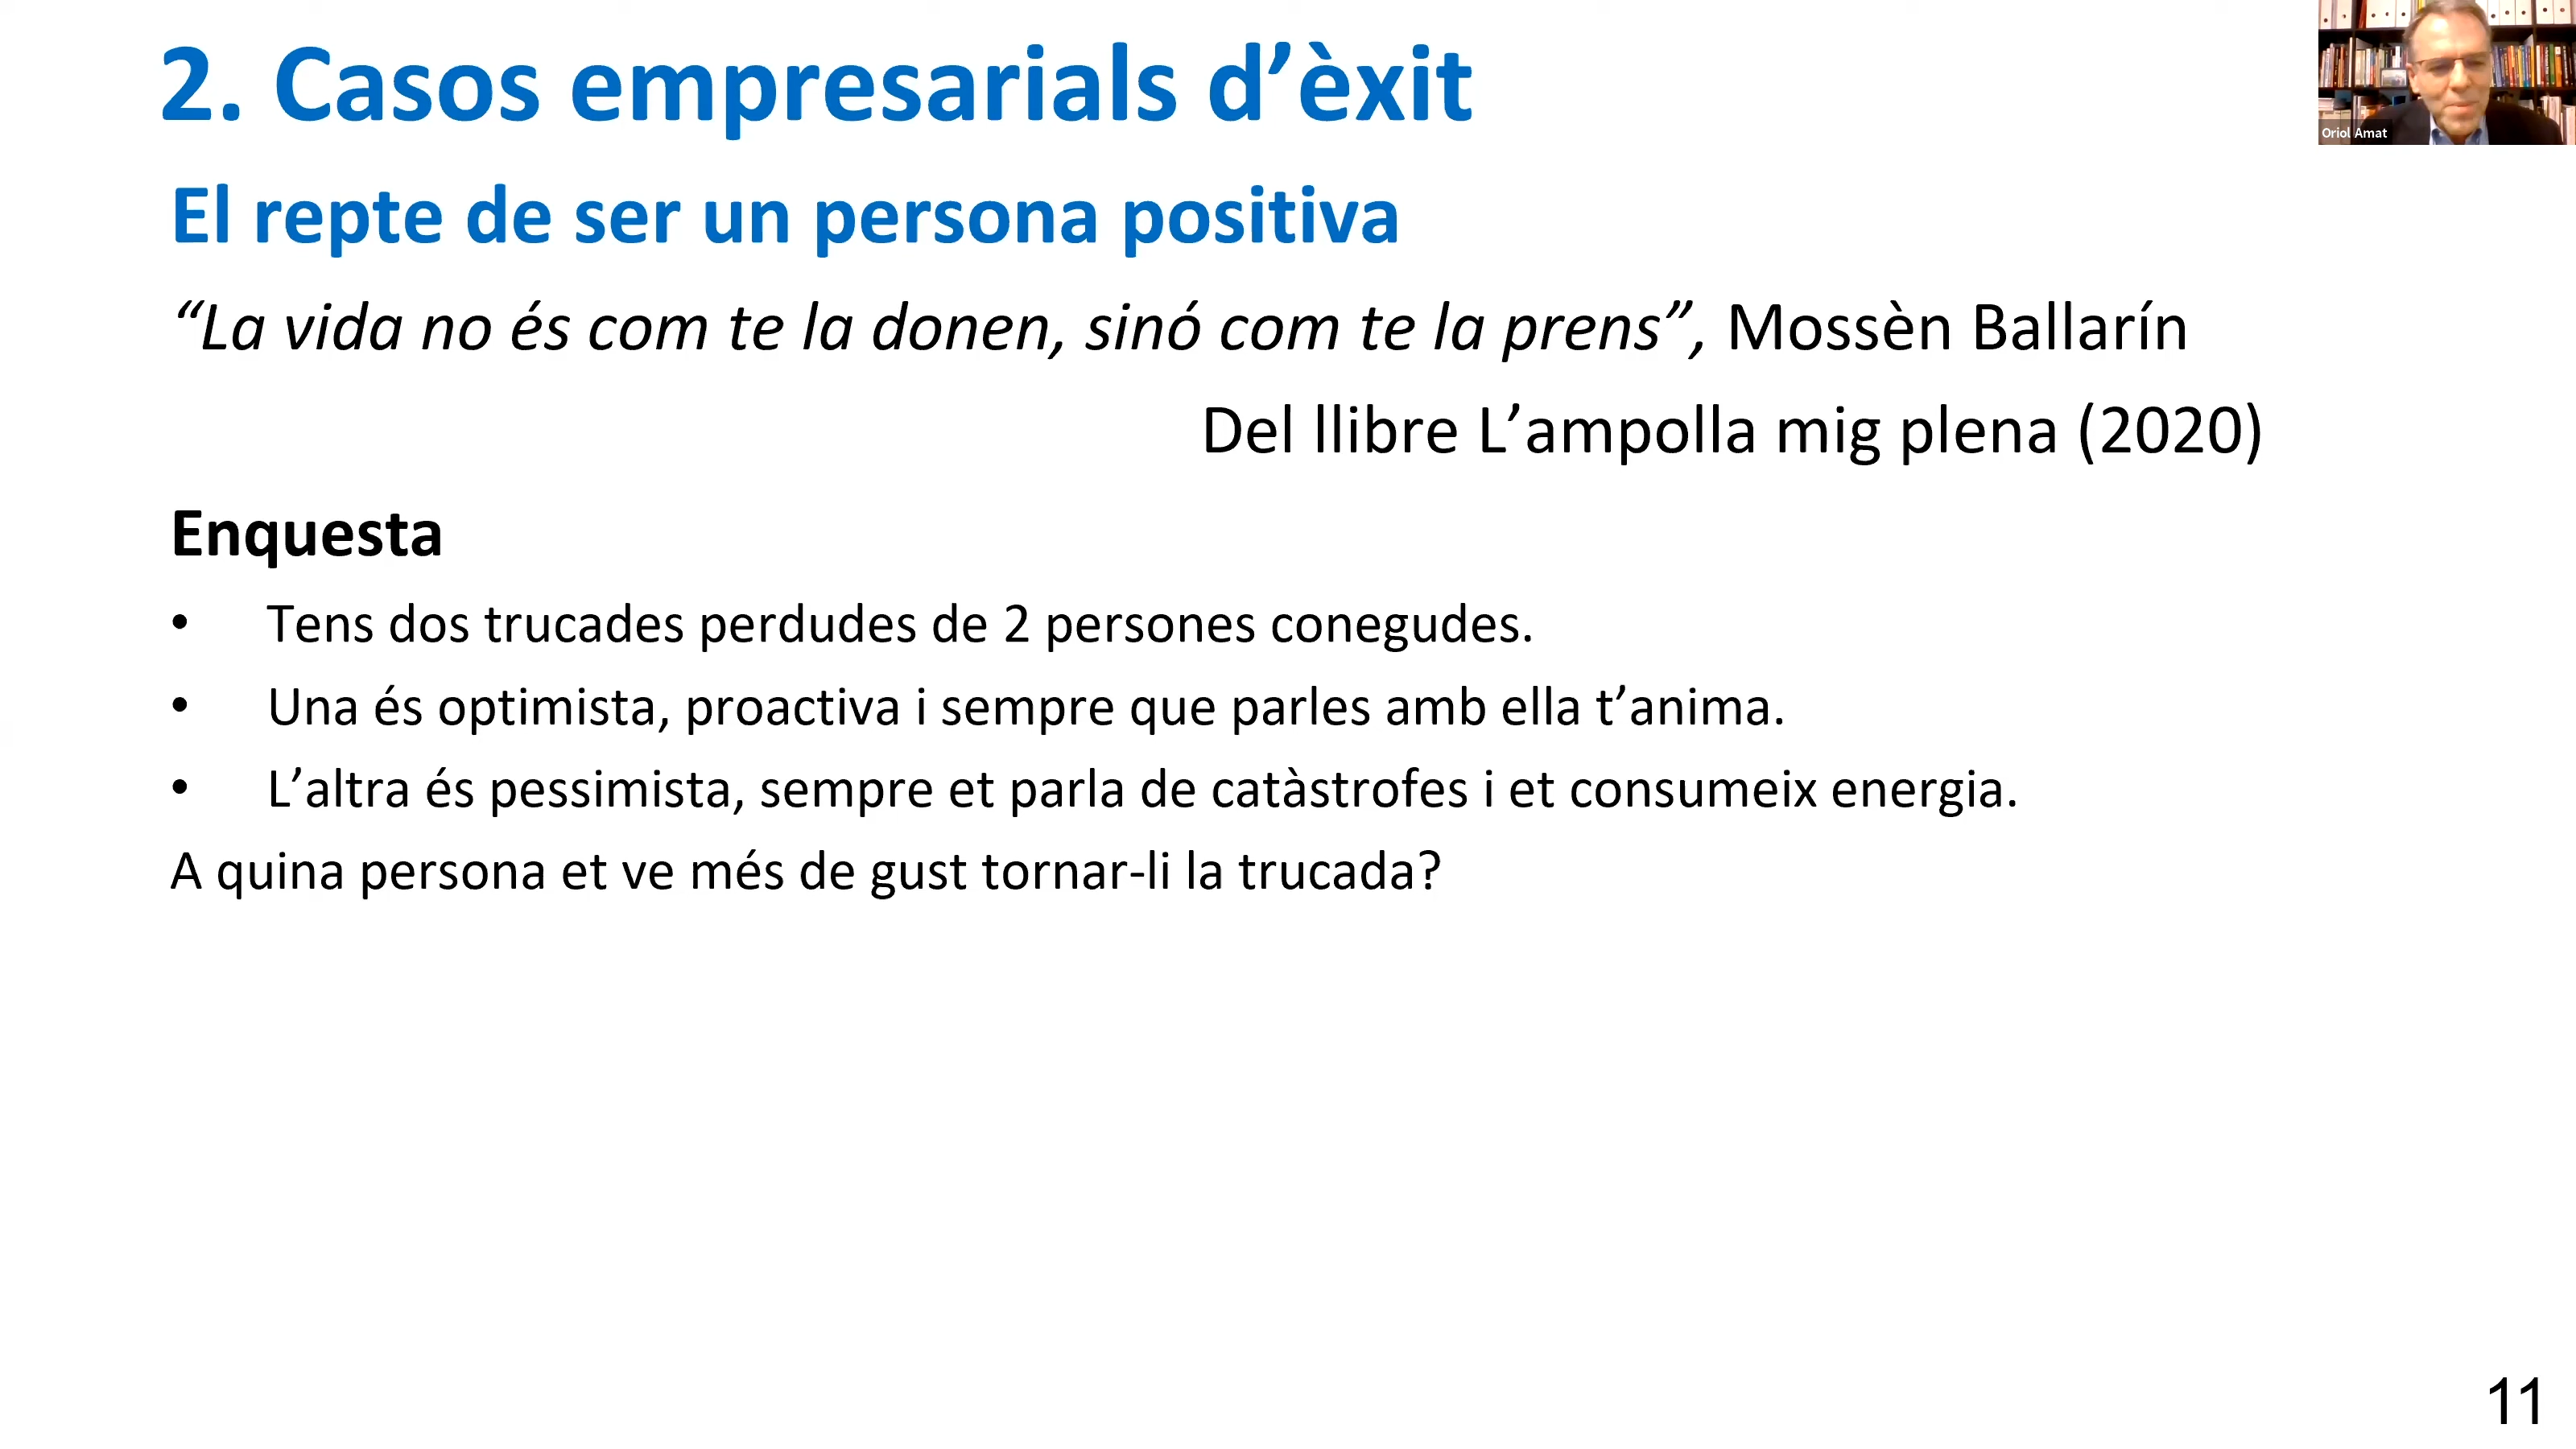 2. Casos empresarials d’èxit
Oriol Amat
El repte de ser un persona positiva
“La vida no és com te la donen, sinó com te la prens”, Mossèn Ballarín
Del llibre L’ampolla mig plena (2020)
Enquesta
• Tens dos trucades perdudes de 2 persones conegudes.
• Una és optimista, proactiva i sempre que parles amb ella t’anima.
• L’altra és pessimista, sempre et parla de catàstrofes i et consumeix energia.
A quina persona et ve més de gust tornar-li la trucada?
11